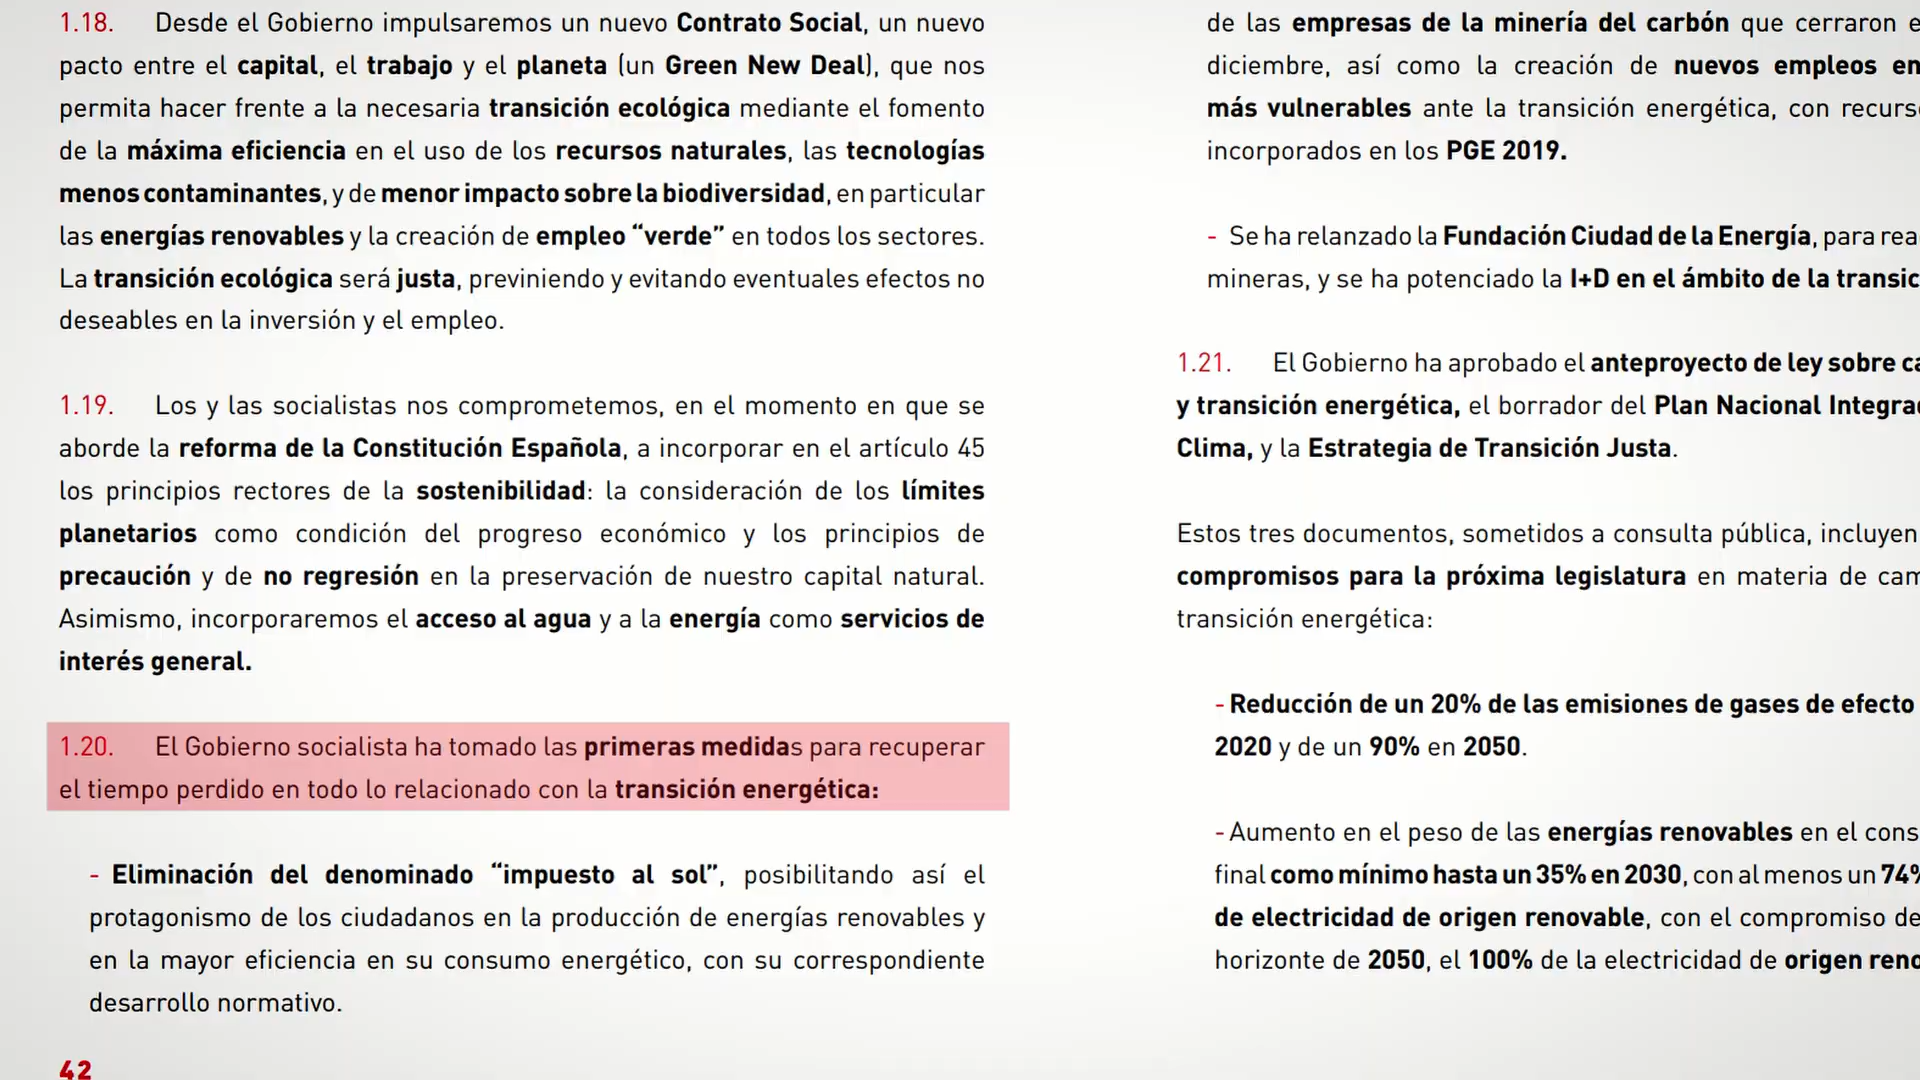 1.18. Desde el Gobierno impulsaremos un nuevo Contrato Social, un nuevo
pacto entre el capital, el trabajo y el planeta (un Green New Deal), que nos
permita hacer frente a la necesaria transición ecológica mediante el fomento
de la máxima eficiencia en el uso de los recursos naturales, las tecnologías
menos contaminantes, y de menor impacto sobre la biodiversidad, en particular
las energías renovables y la creación de empleo “verde” en todos los sectores.
La transición ecológica será justa, previniendo y evitando eventuales efectos no
deseables en la inversión y el empleo.
1.19. Los y las socialistas nos comprometemos, en el momento en que se
aborde la reforma de la Constitución Española, a incorporar en el artículo 45
los principios rectores de la sostenibilidad: la consideración de los límites
planetarios como condición del progreso económico y los principios de
precaución y de no regresión en la preservación de nuestro capital natural.
Asimismo, incorporaremos el acceso al agua y a la energía como servicios de
interés general.
1.20. El Gobierno socialista ha tomado las primeras medidas para recuperar
el tiempo perdido en todo lo relacionado con la transición energética:
- Eliminación del denominado “impuesto al sol”, posibilitando así el
protagonismo de los ciudadanos en la producción de energías renovables y
en la mayor eficiencia en su consumo energético, con su correspondiente
desarrollo normativo.
42
de las empresas de la minería del carbón que cerraron e
diciembre, así como la creación de nuevos empleos en
más vulnerables ante la transición energética, con recurs
incorporados en los PGE 2019.
- Se ha relanzado la Fundación Ciudad de la Energía, para rea
mineras, y se ha potenciado la I+D en el ámbito de la transic
1.21. El Gobierno ha aprobado el anteproyecto de ley sobre ca
y transición energética, el borrador del Plan Nacional Integra
Clima, y la Estrategia de Transición Justa.
Estos tres documentos, sometidos a consulta pública, incluyen
compromisos para la próxima legislatura en materia de cam
transición energética:
- Reducción de un 20% de las emisiones de gases de efecto
2020 y de un 90% en 2050.
- Aumento en el peso de las energías renovables en el cons
final como mínimo hasta un 35% en 2030, con al menos un 74%
de electricidad de origen renovable, con el compromiso de
horizonte de 2050, el 100% de la electricidad de origen reno